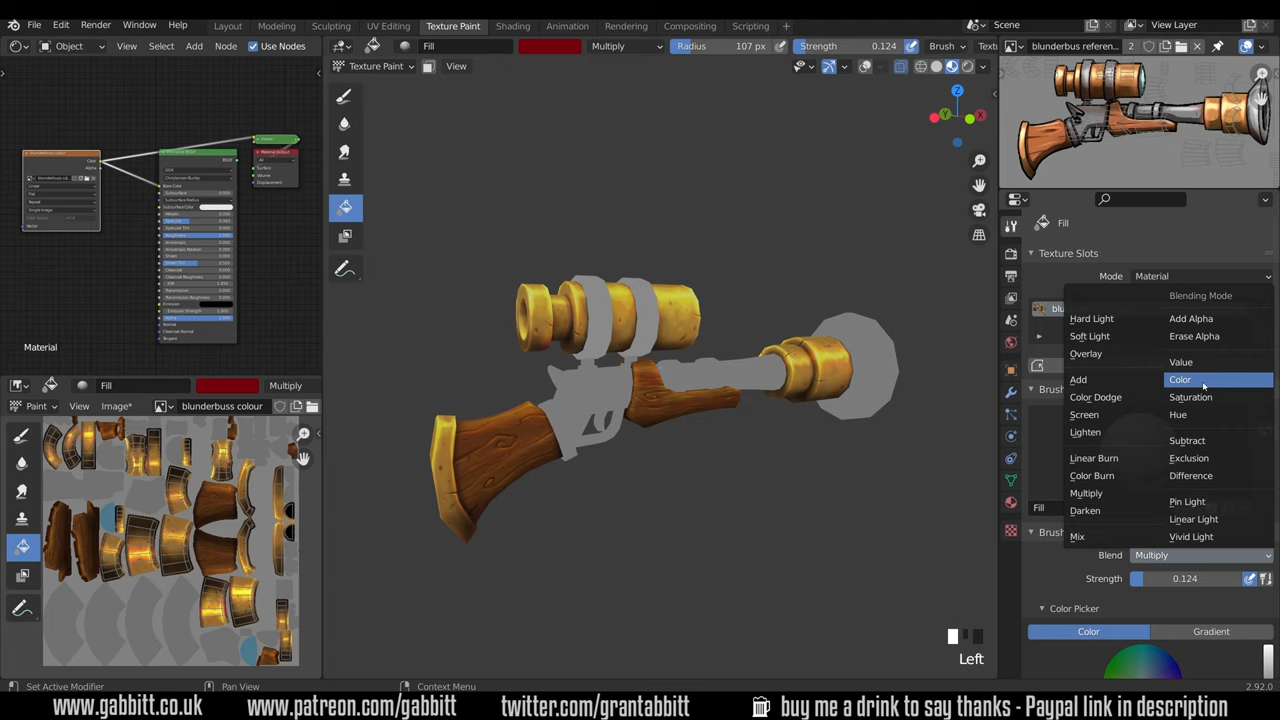 File Edit Render Window Help Layout Modeling Sculpting UV Editing Texture Paint Shading Animation Rendering Compositing Scripting + Scene View Layer
Object View Select Add Node Use Nodes Fill Multiply Radius 107 px Strength 0.124 Brush blunderbus referen... 2
Texture Paint View
Material
Fill Multiply
Paint View Image* blunderbus colour
Z
Fill
Texture Slots
Mode Material
Blending Mode
Hard Light Add Alpha
Soft Light Erase Alpha
Overlay Value
Add Color
Color Dodge Saturation
Screen Hue
Lighten Subtract
Linear Burn Exclusion
Color Burn Difference
Multiply Pin Light
Darken Linear Light
Mix Vivid Light
Fill
Blend Multiply
Strength 0.124
Color Picker
Color Gradient
Left
Set Active Modifier Pan View Context Menu 2.92.0
www.gabbitt.co.uk www.patreon.com/gabbitt twitter.com/grantabbitt buy me a drink to say thanks - Paypal link in description